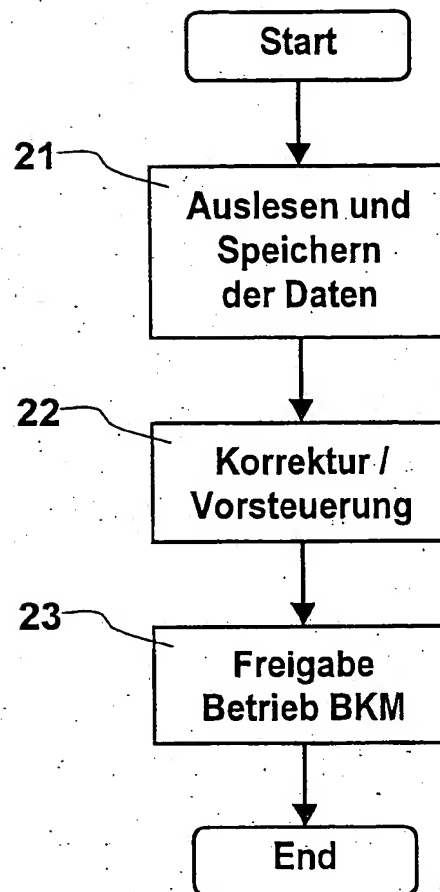 Start
21
Auslesen und
Speichern
der Daten
22
Korrektur /
Vorsteuerung
23
Freigabe
Betrieb BKM
End